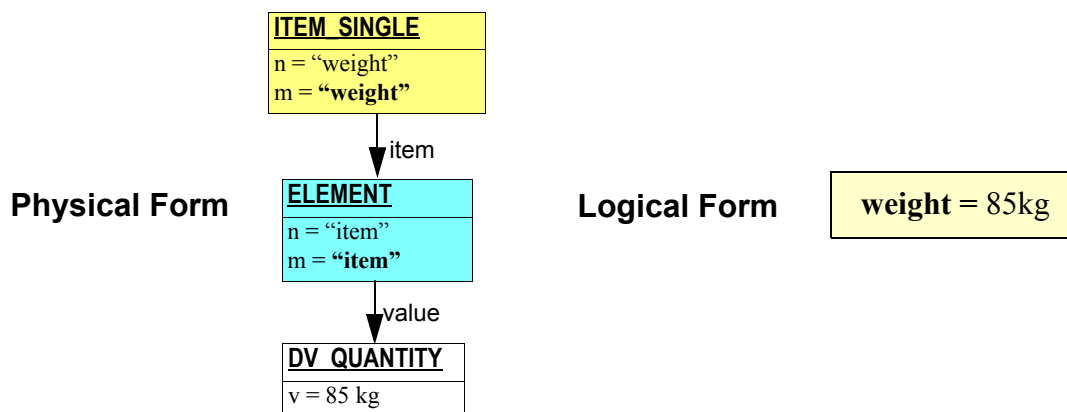 ITEM_SINGLE
n = “weight”
m = “weight”
item
Physical Form
ELEMENT
n = “item”
m = “item”
Logical Form
weight = 85kg
value
DV_QUANTITY
v = 85 kg